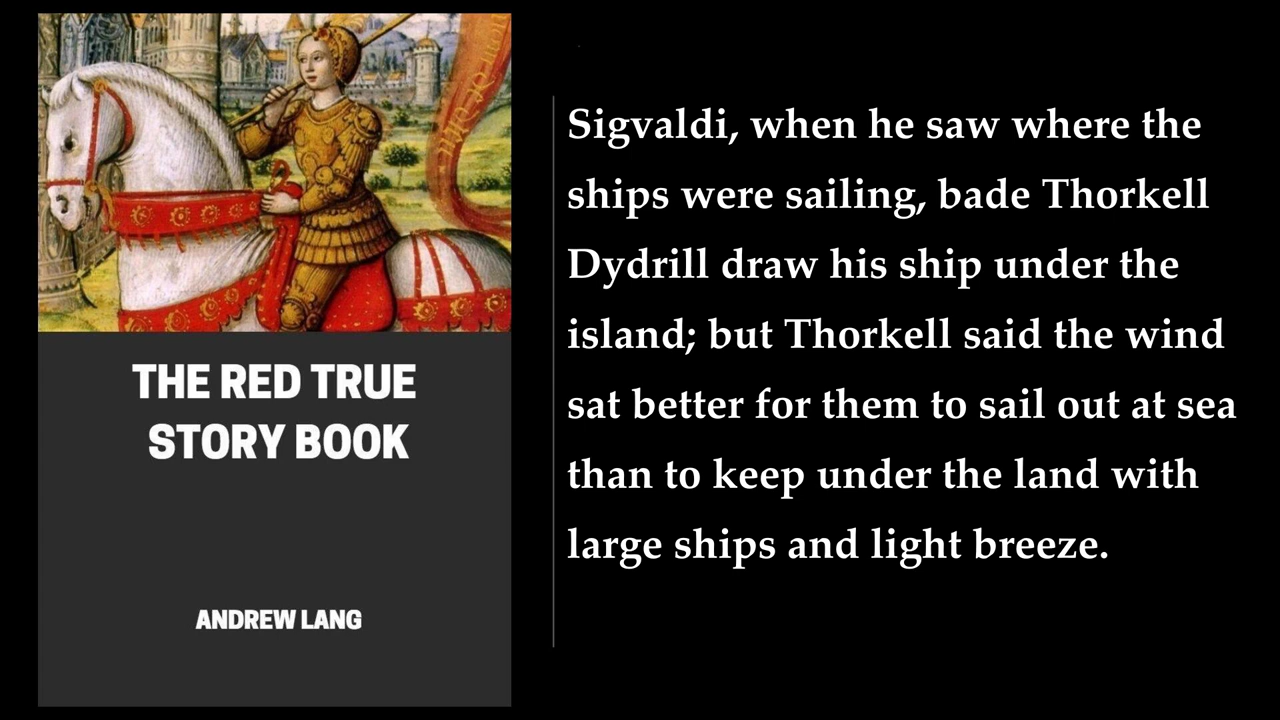 THE RED TRUE
STORY BOOK
ANDREW LANG
Sigvaldi, when he saw where the
ships were sailing, bade Thorkell
Dydrill draw his ship under the
island; but Thorkell said the wind
sat better for them to sail out at sea
than to keep under the land with
large ships and light breeze.